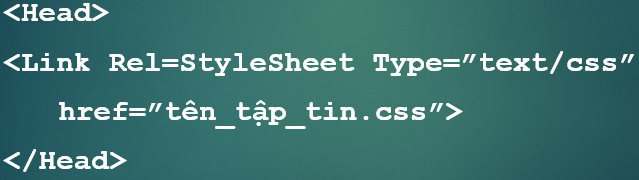 <Head>
<Link Rel=StyleSheet Type=”text/css”
href=”tên_tập_tin.css”>
</Head>